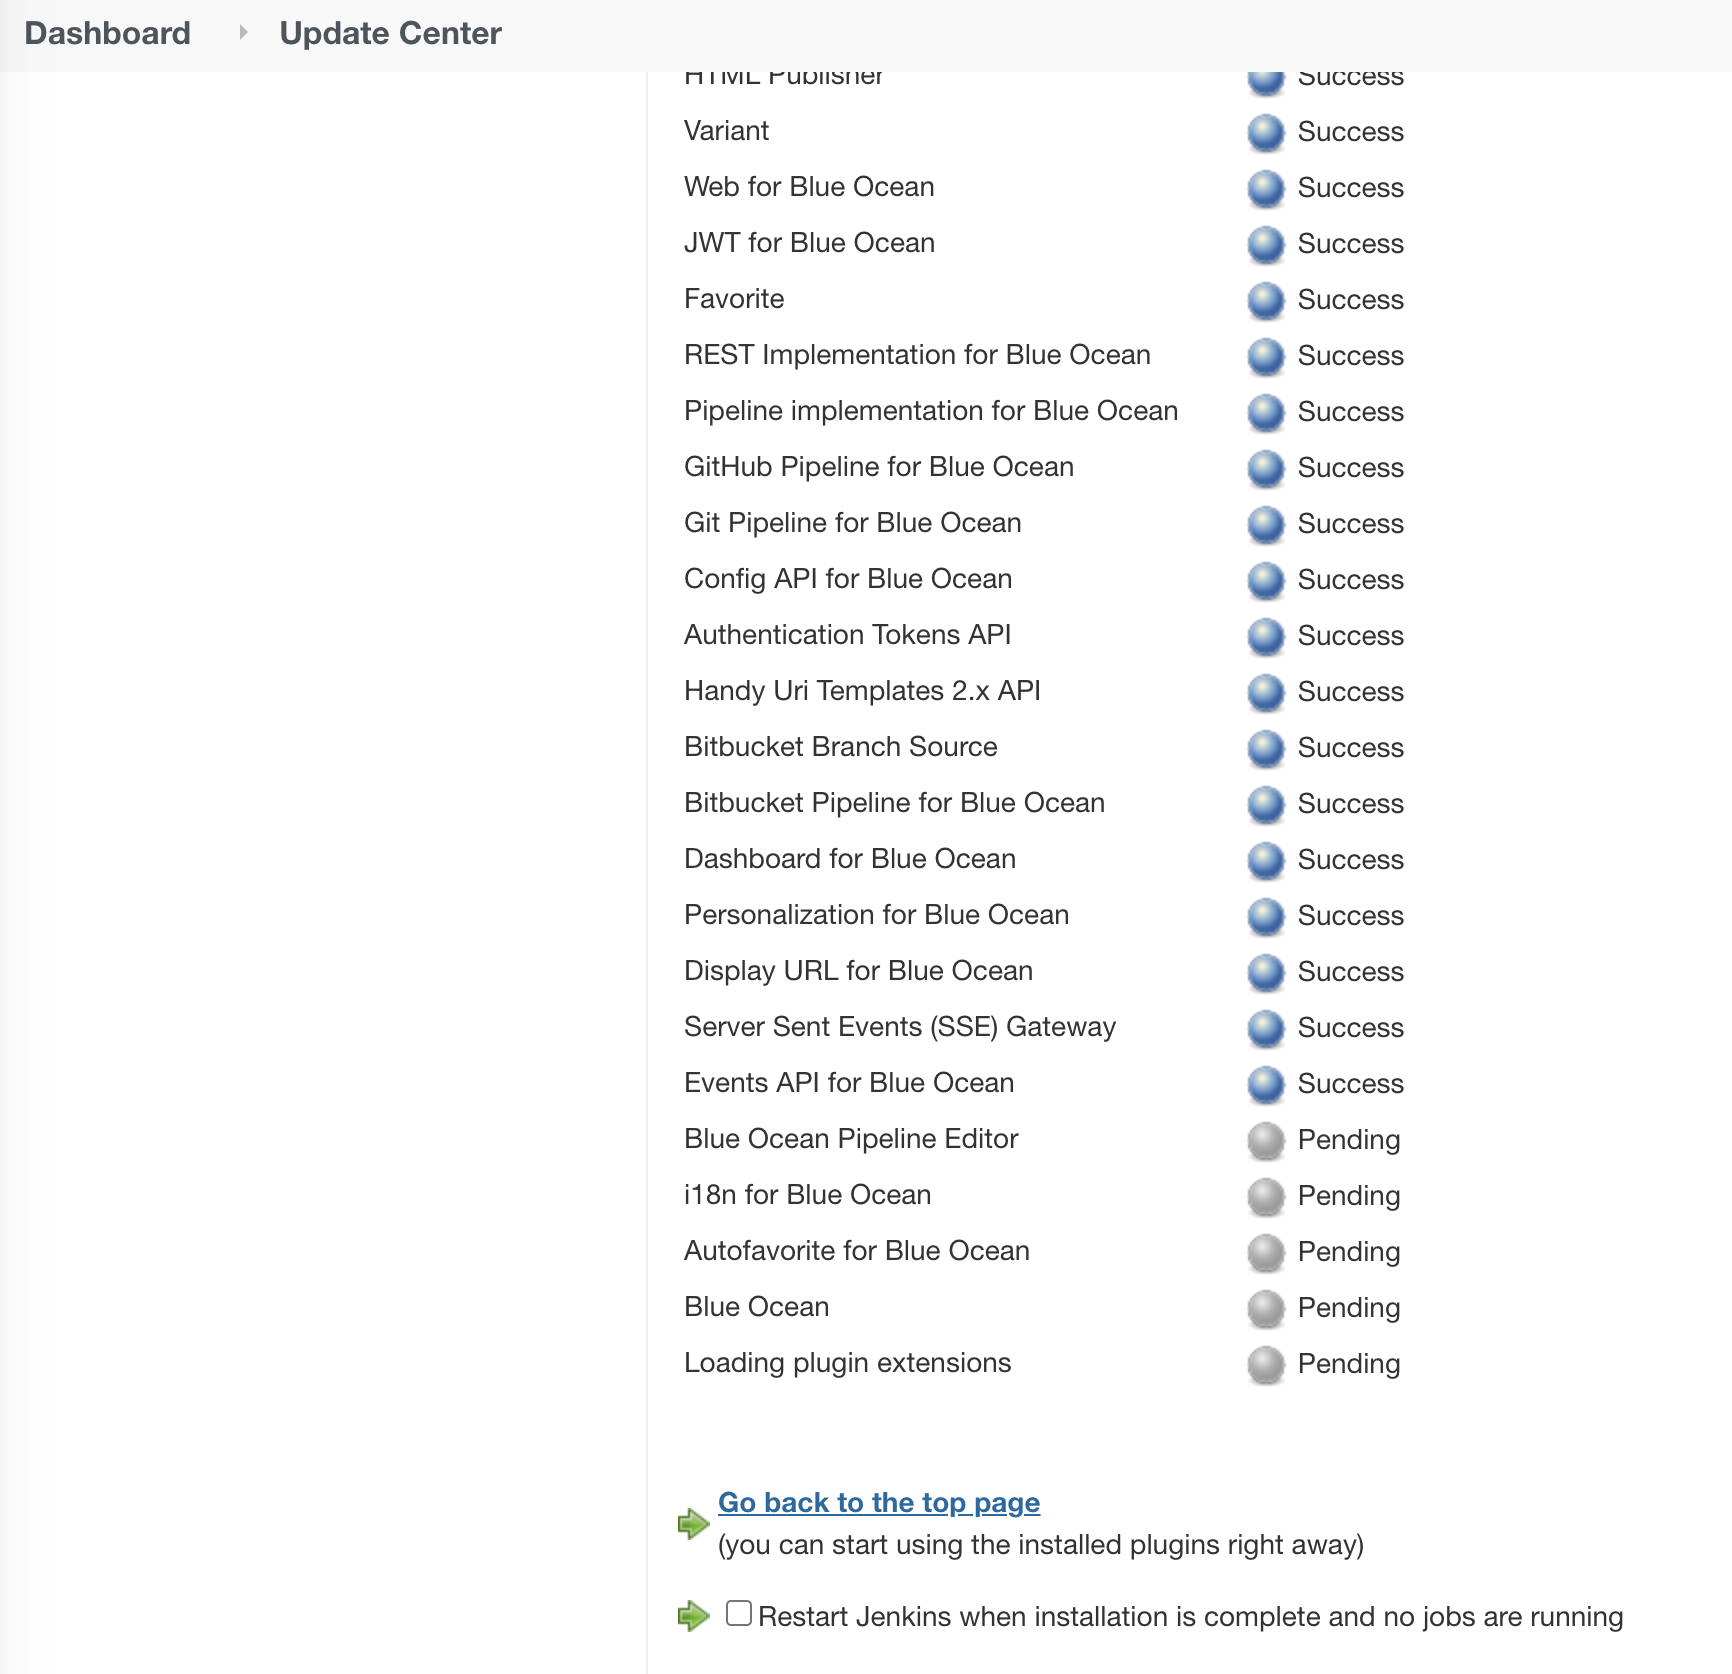 Dashboard Update Center
HTML Publisher Success
Variant Success
Web for Blue Ocean Success
JWT for Blue Ocean Success
Favorite Success
REST Implementation for Blue Ocean Success
Pipeline implementation for Blue Ocean Success
GitHub Pipeline for Blue Ocean Success
Git Pipeline for Blue Ocean Success
Config API for Blue Ocean Success
Authentication Tokens API Success
Handy Uri Templates 2.x API Success
Bitbucket Branch Source Success
Bitbucket Pipeline for Blue Ocean Success
Dashboard for Blue Ocean Success
Personalization for Blue Ocean Success
Display URL for Blue Ocean Success
Server Sent Events (SSE) Gateway Success
Events API for Blue Ocean Success
Blue Ocean Pipeline Editor Pending
i18n for Blue Ocean Pending
Autofavorite for Blue Ocean Pending
Blue Ocean Pending
Loading plugin extensions Pending
Go back to the top page
(you can start using the installed plugins right away)
Restart Jenkins when installation is complete and no jobs are running